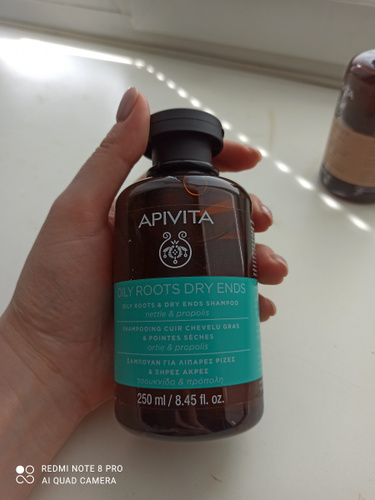 APIVITA
OILY ROOTS DRY ENDS
OILY ROOTS & DRY ENDS SHAMPOO
nettle & propolis
SHAMPOOING CUIR CHEVELU GRAS
& POINTES SÈCHES
ortie & propolis
ΣΑΜΠΟΥΑΝ ΓΙΑ ΛΙΠΑΡΕΣ ΡΙΖΕΣ
& ΞΗΡΕΣ ΑΚΡΕΣ
τσουκνίδα & πρόπολη
250 ml / 8.45 fl. oz.
REDMI NOTE 8 PRO
AI QUAD CAMERA